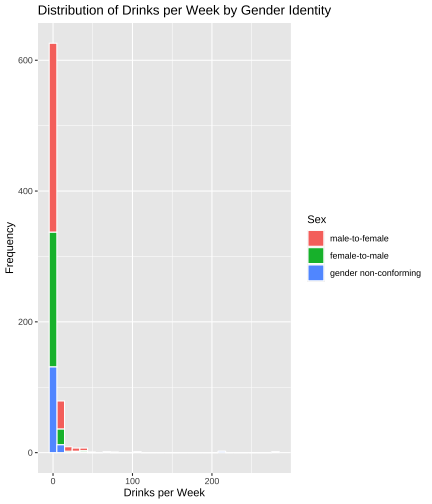 Distribution of Drinks per Week by Gender Identity
600
400
200
0
Frequency
0
100
200
Drinks per Week
Sex
male-to-female
female-to-male
gender non-conforming